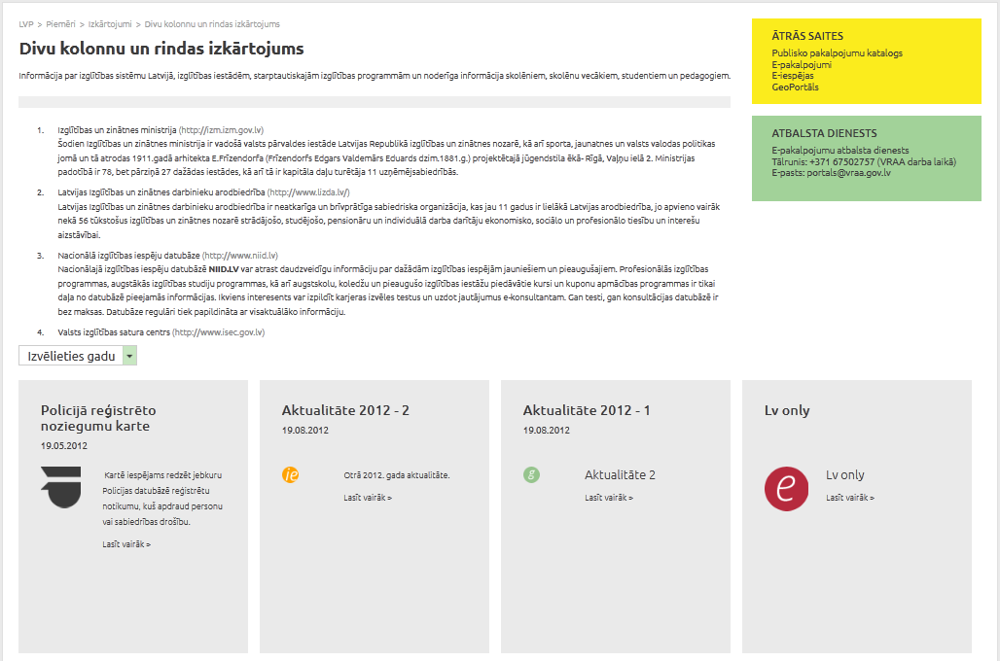 LVP > Piemēri > Izkārtojumi > Divu kolonnu un rindas izkārtojums
Divu kolonnu un rindas izkārtojums
Informācija par izglītības sistēmu Latvijā, izglītības iestādēm, starptautiskajām izglītības programmām un noderīga informācija skolēniem, skolēnu vecākiem, studentiem un pedagogiem.
1. Izglītības un zinātnes ministrija (http://izm.izm.gov.lv)
Šodien Izglītības un zinātnes ministrija ir vadošā valsts pārvaldes iestāde Latvijas Republikā izglītības un zinātnes nozarē, kā arī sporta, jaunatnes un valsts valodas politikas
jomā un tā atrodas 1911.gadā arhitekta E.Frīzendorfa (Frīzendorfs Edgars Valdemārs Eduards dzim.1881.g.) projektētajā jūgendstila ēkā- Rīgā, Vaļņu ielā 2. Ministrijas
padotībā ir 78, bet pārziņā 27 dažādas iestādes, kā arī tā ir kapitāla daļu turētāja 11 uzņēmējsabiedrībās.
2. Latvijas Izglītības un zinātnes darbinieku arodbiedrība (http://www.lizda.lv/)
Latvijas Izglītības un zinātnes darbinieku arodbiedrība ir neatkarīga un brīvprātīga sabiedriska organizācija, kas jau 11 gadus ir lielākā Latvijas arodbiedrība, jo apvieno vairāk
nekā 56 tūkstošus izglītības un zinātnes nozarē strādājošo, studējošo, pensionāru un individuālā darba darītāju ekonomisko, sociālo un profesionālo tiesību un interešu
aizstāvībai.
3. Nacionālā izglītības iespēju datubāze (http://www.niid.lv)
Nacionālajā izglītības iespēju datubāzē NIID.LV var atrast daudzveidīgu informāciju par dažādām izglītības iespējām jauniešiem un pieaugušajiem. Profesionālās izglītības
programmas, augstākās izglītības studiju programmas, kā arī augstskolu, koledžu un pieaugušo izglītības iestāžu piedāvātie kursi un kuponu apmācības programmas ir tikai
daļa no datubāzē pieejamās informācijas. Ikviens interesents var izpildīt karjeras izvēles testus un uzdot jautājumus e-konsultantam. Gan testi, gan konsultācijas datubāzē ir
bez maksas. Datubāze regulāri tiek papildināta ar visaktuālāko informāciju.
4. Valsts izglītības satura centrs (http://www.isec.gov.lv)
Izvēlieties gadu
ĀTRĀS SAITES
Publisko pakalpojumu katalogs
E-pakalpojumi
E-iespējas
GeoPortāls
ATBALSTA DIENESTS
E-pakalpojumu atbalsta dienests
Tālrunis: +371 67502757 (VRAA darba laikā)
E-pasts: portals@vraa.gov.lv
Policijā reģistrēto
noziegumu karte
19.05.2012
Kartē iespējams redzēt jebkuru
Policijas datubāzē reģistrētu
notikumu, kuš apdraud personu
vai sabiedrības drošību.
Lasīt vairāk >
Aktualitāte 2012 - 2
19.08.2012
ie
Otrā 2012. gada aktualitāte.
Lasīt vairāk >
Aktualitāte 2012 - 1
19.08.2012
g
Aktualitāte 2
Lasīt vairāk >
Lv only
e
Lv only
Lasīt vairāk >